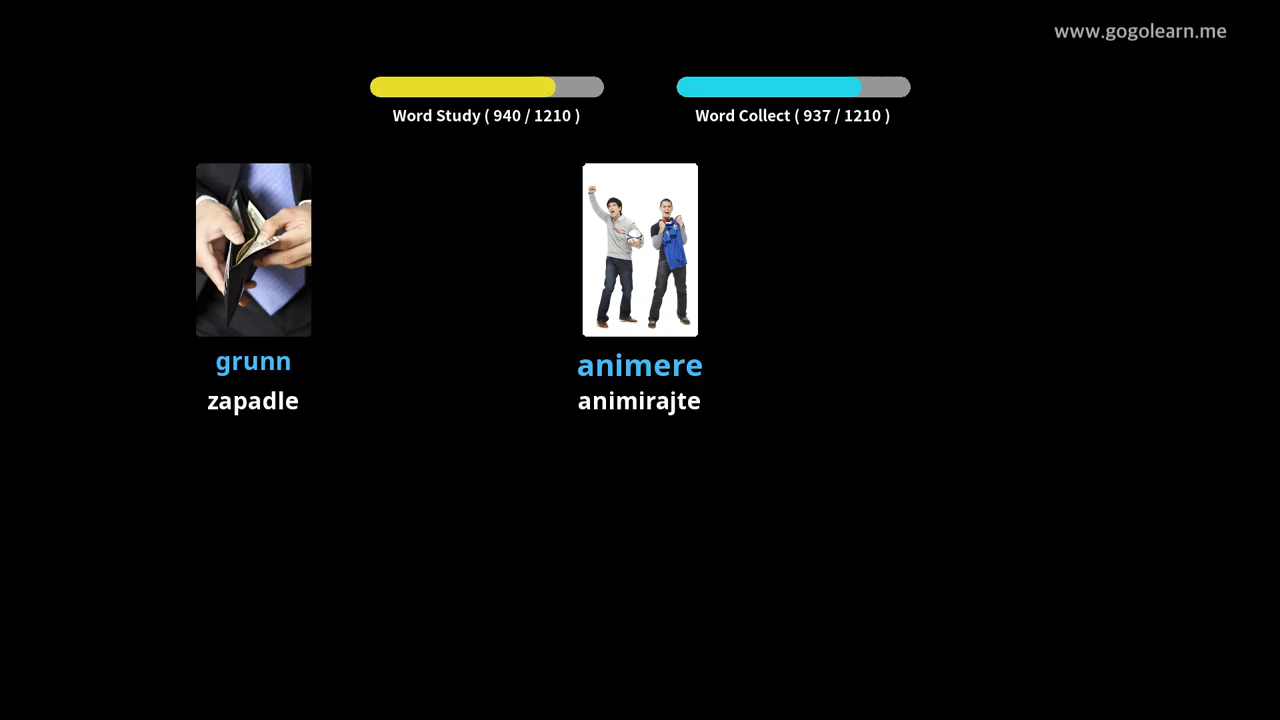 www.gogolearn.me
Word Study ( 940 / 1210 )
Word Collect ( 937 / 1210 )
grunn
zapadle
animere
animirajte